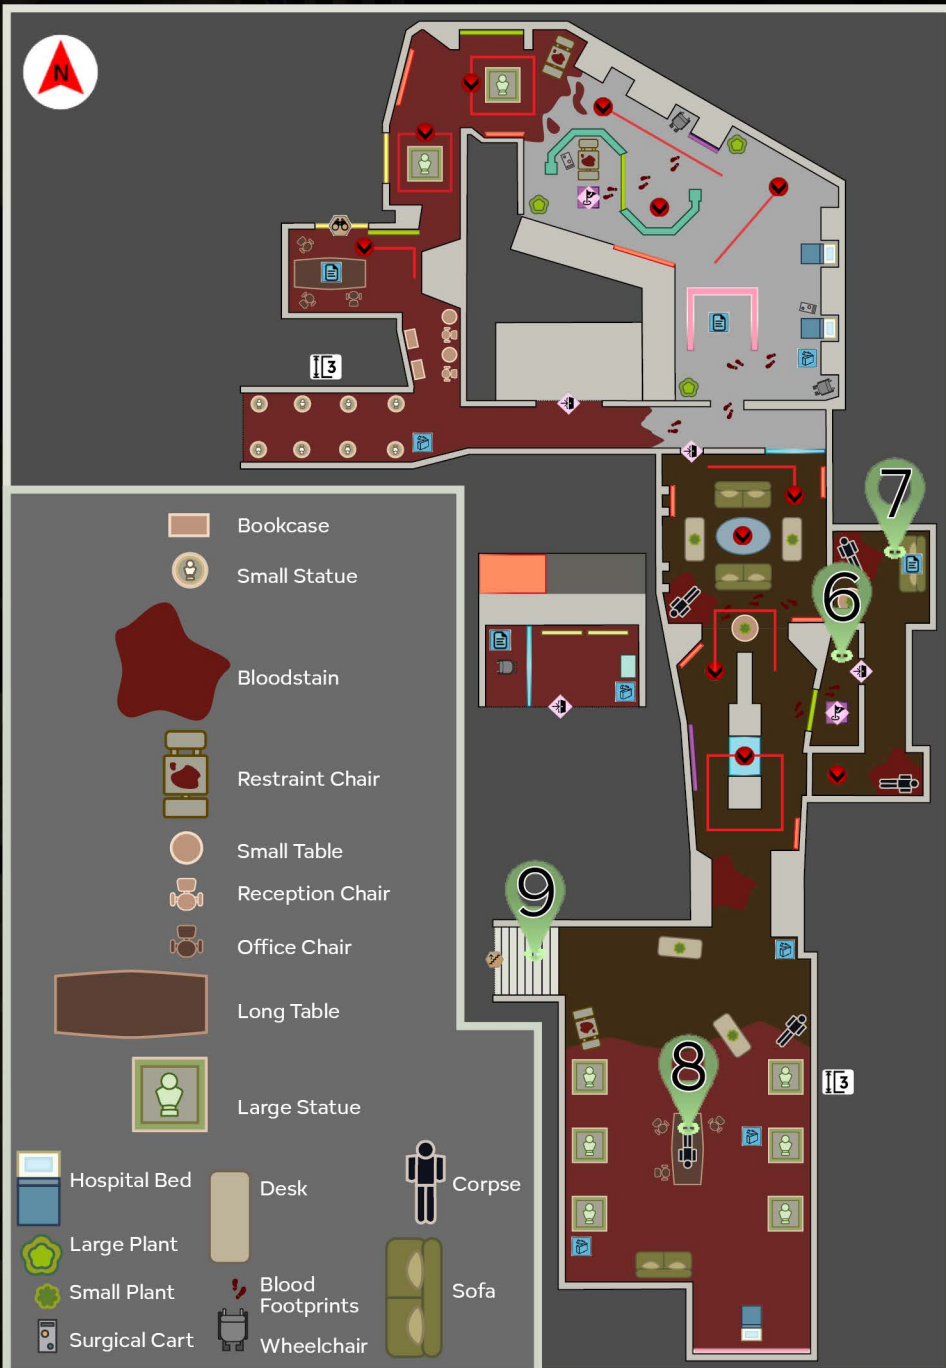 N
3
7
6
9
8
3
Bookcase
Small Statue
Bloodstain
Restraint Chair
Small Table
Reception Chair
Office Chair
Long Table
Large Statue
Hospital Bed
Desk
Corpse
Large Plant
Small Plant
Blood
Footprints
Sofa
Surgical Cart
Wheelchair